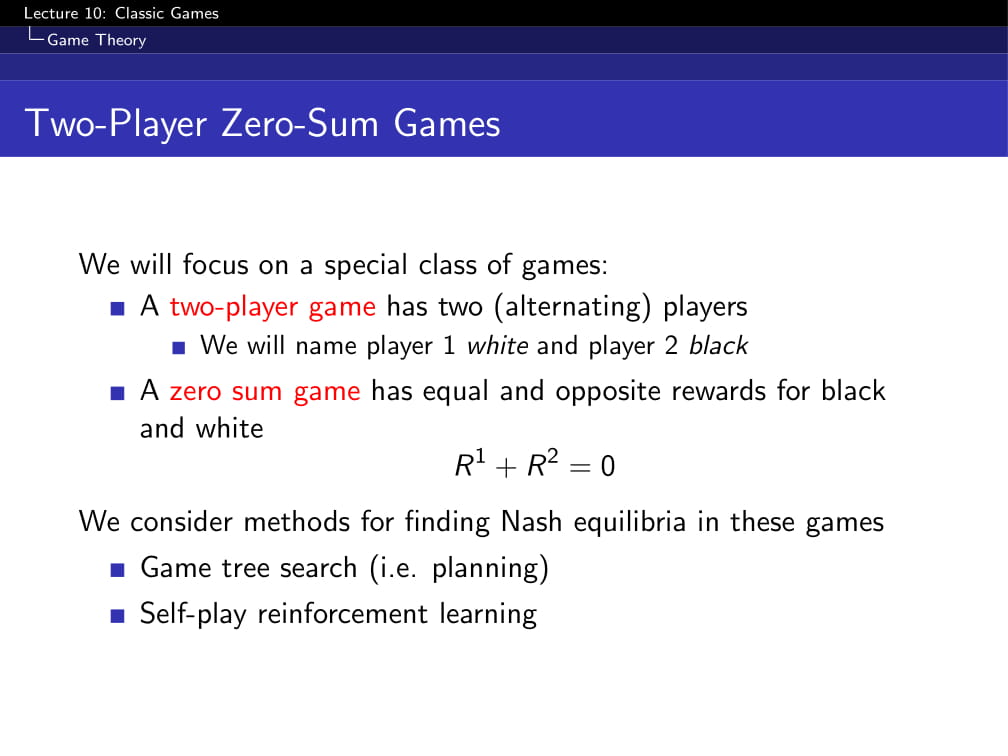 Lecture 10: Classic Games
Game Theory
Two-Player Zero-Sum Games
We will focus on a special class of games:
A two-player game has two (alternating) players
We will name player 1 white and player 2 black
A zero sum game has equal and opposite rewards for black
and white
R¹ + R² = 0
We consider methods for finding Nash equilibria in these games
Game tree search (i.e. planning)
Self-play reinforcement learning